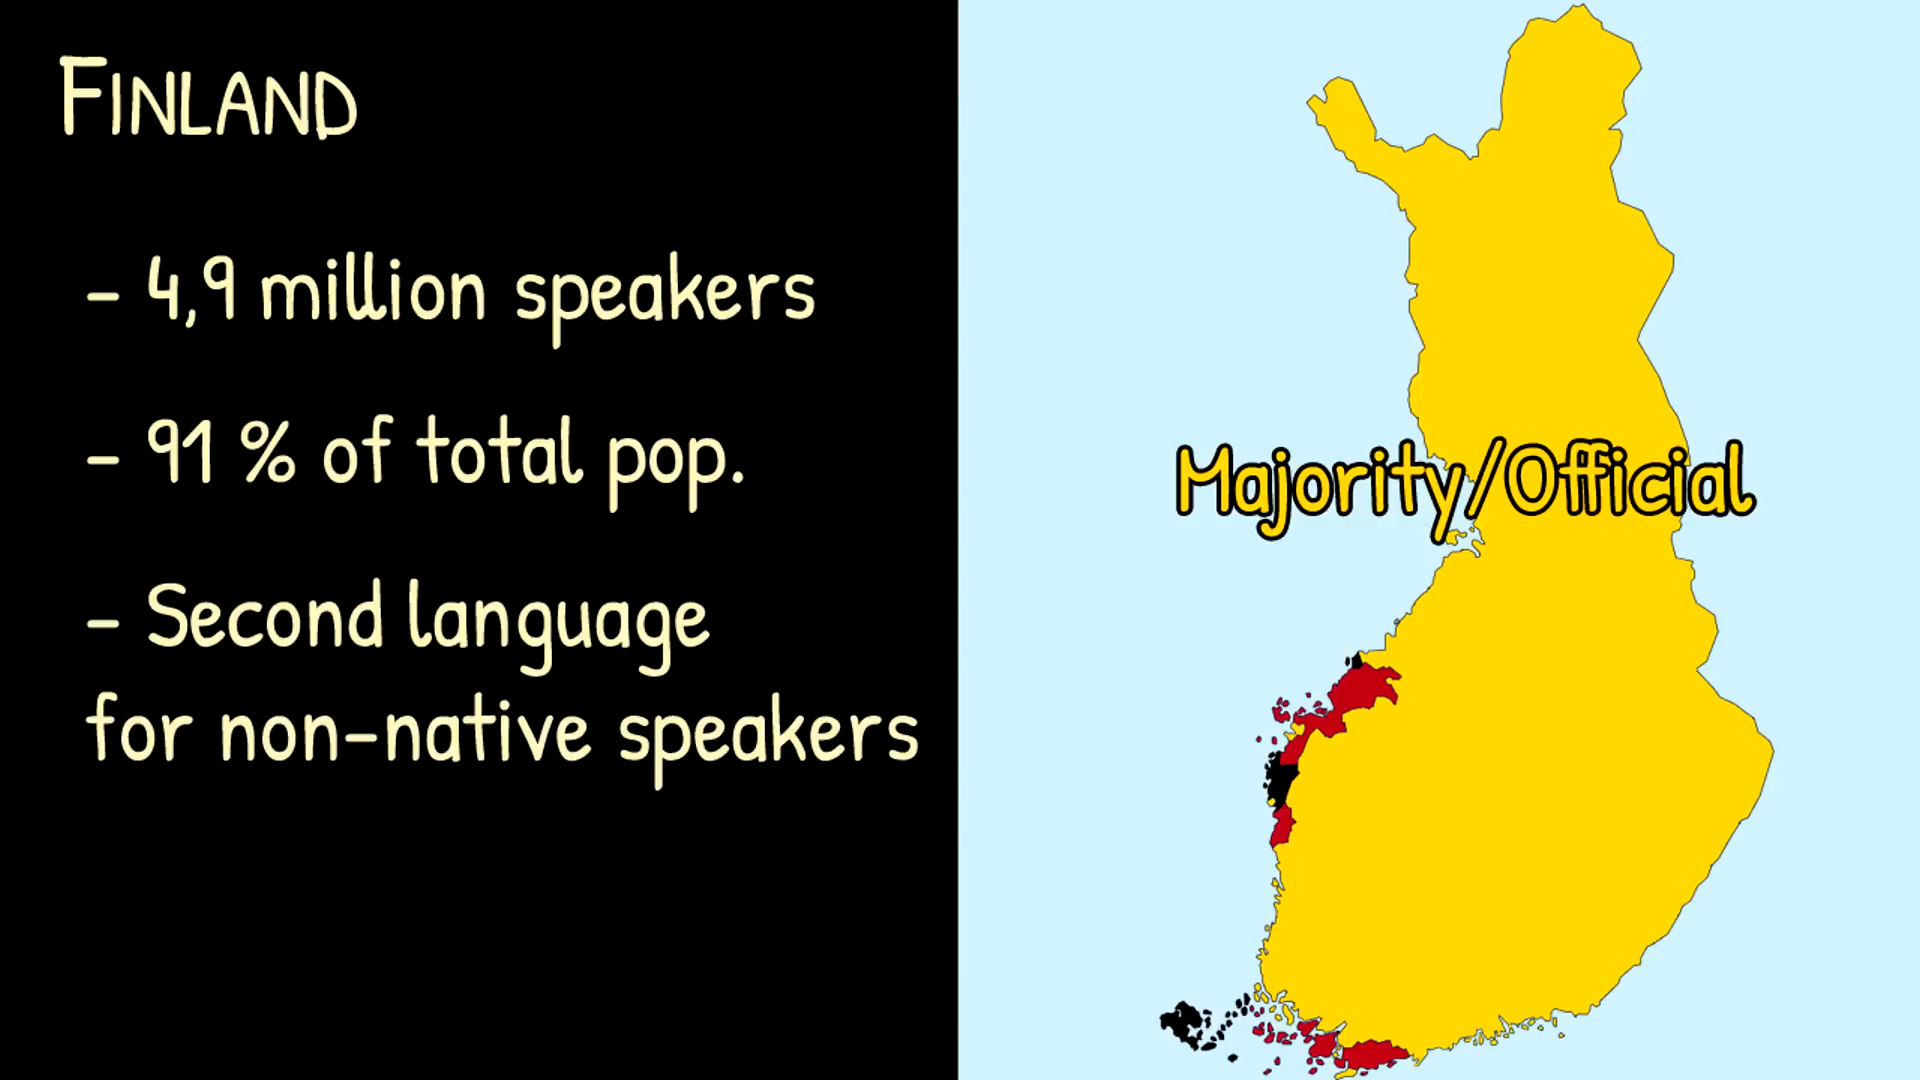 FINLAND
- 4,9 million speakers
- 91 % of total pop.
- Second language
for non-native speakers
Majority/Official